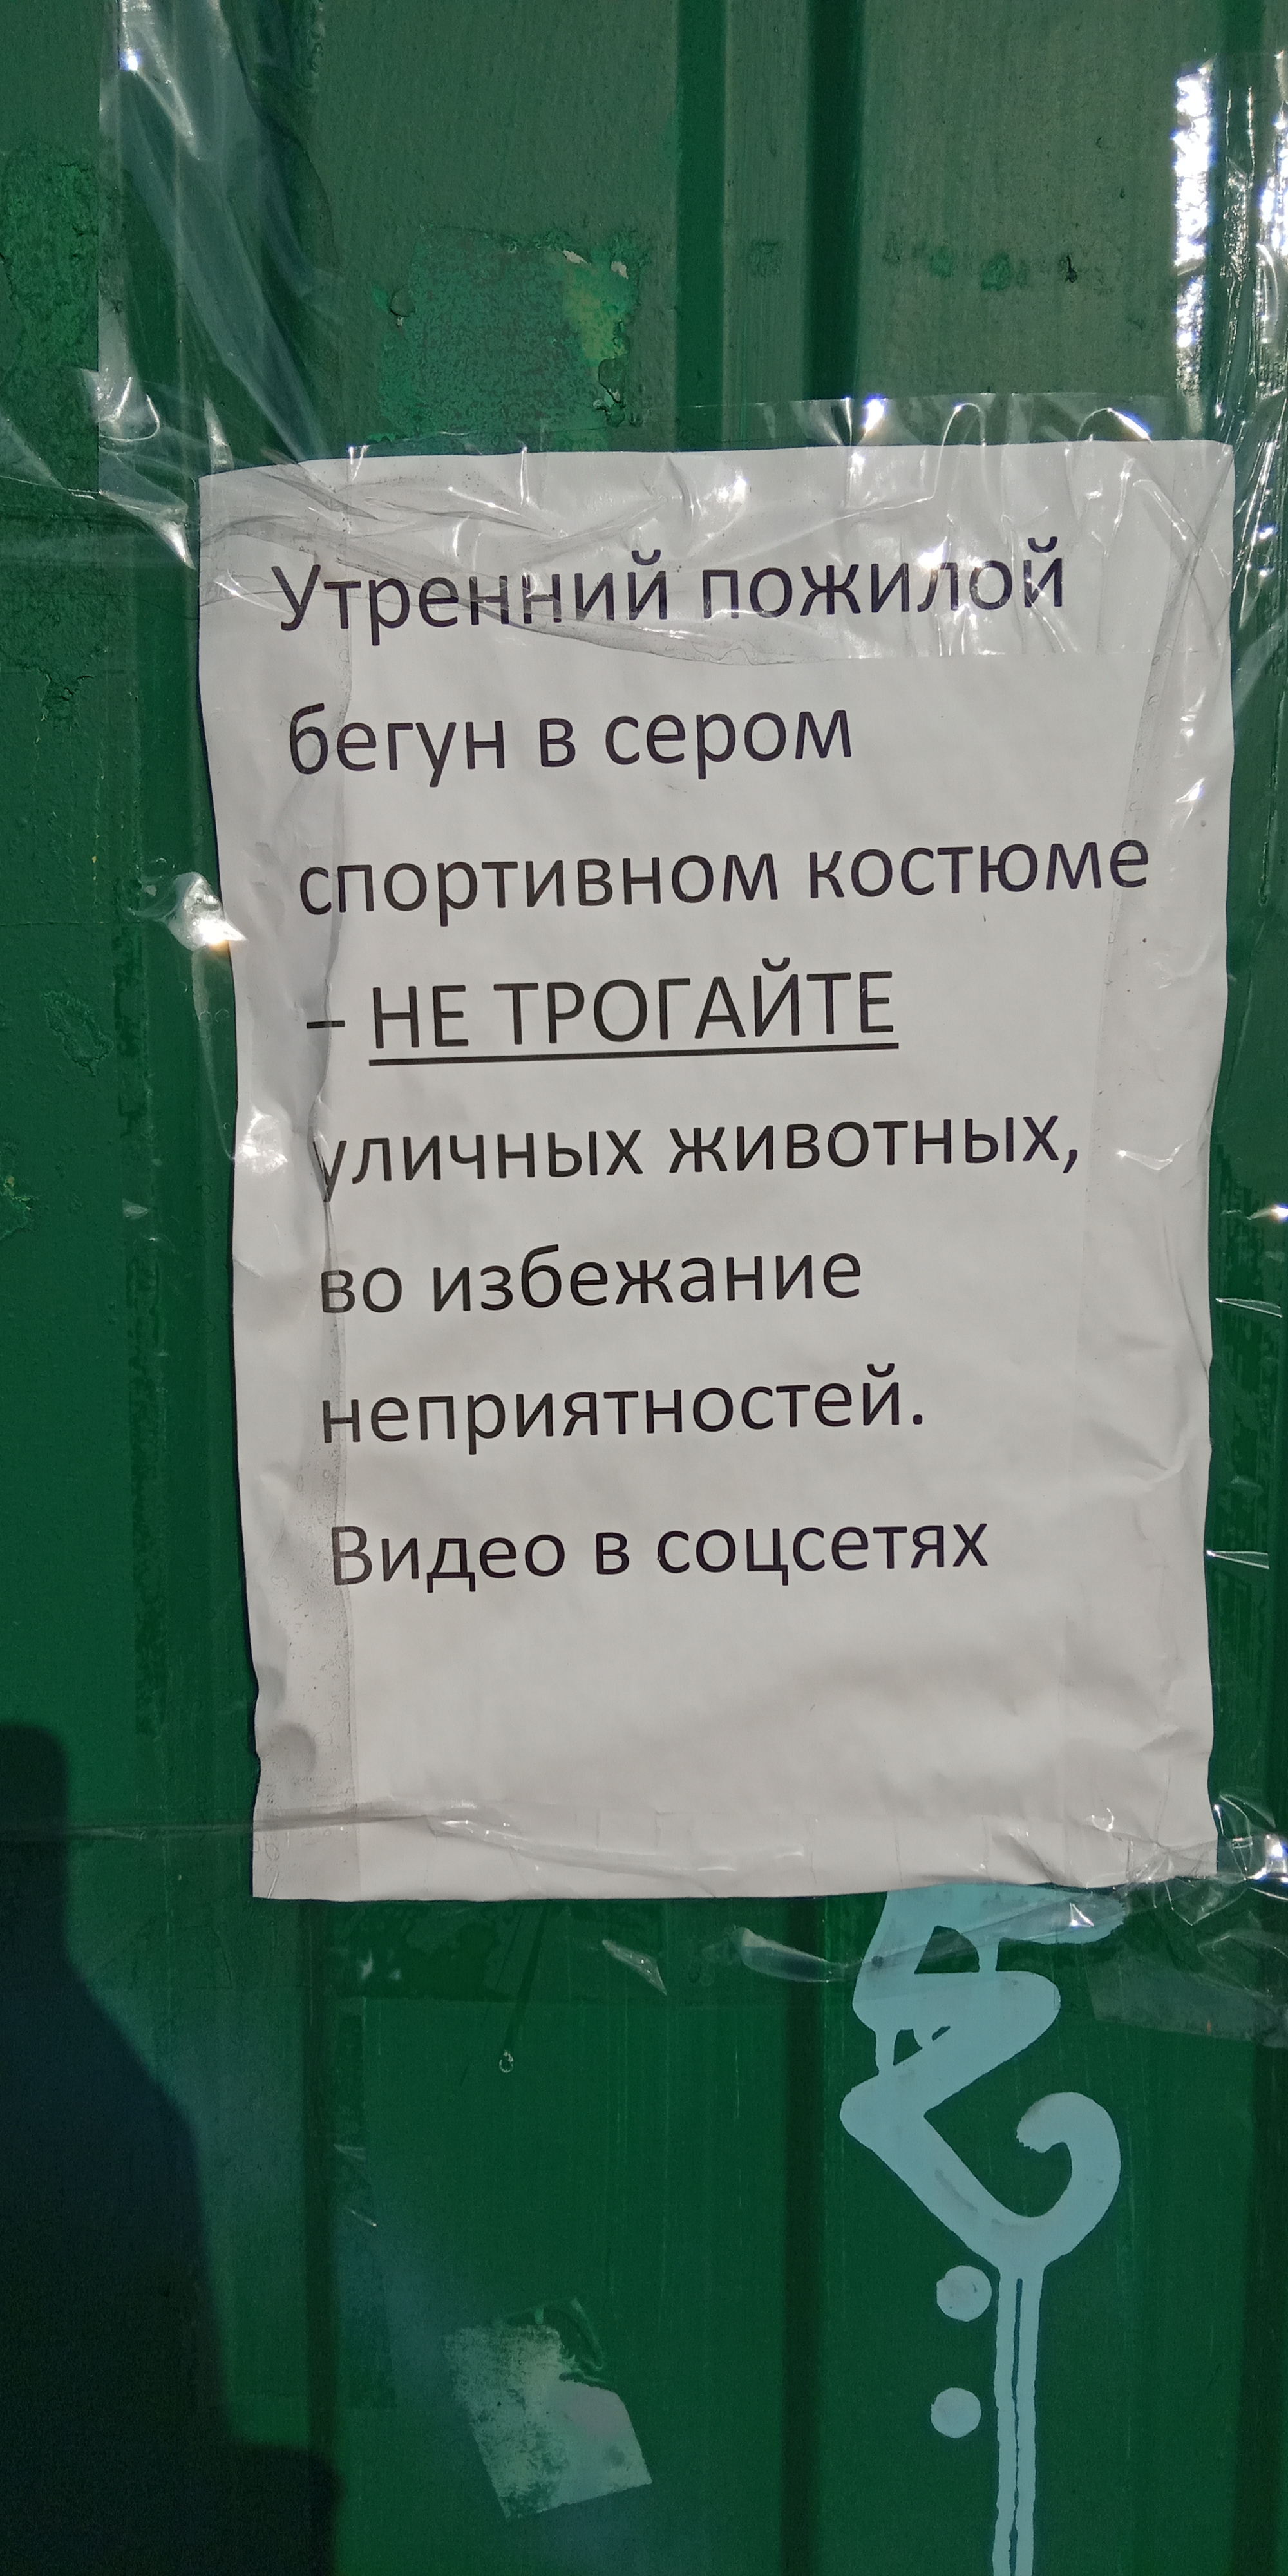 Утренний пожилой
бегун в сером
спортивном костюме
– НЕ ТРОГАЙТЕ
уличных животных,
во избежание
неприятностей.
Видео в соцсетях